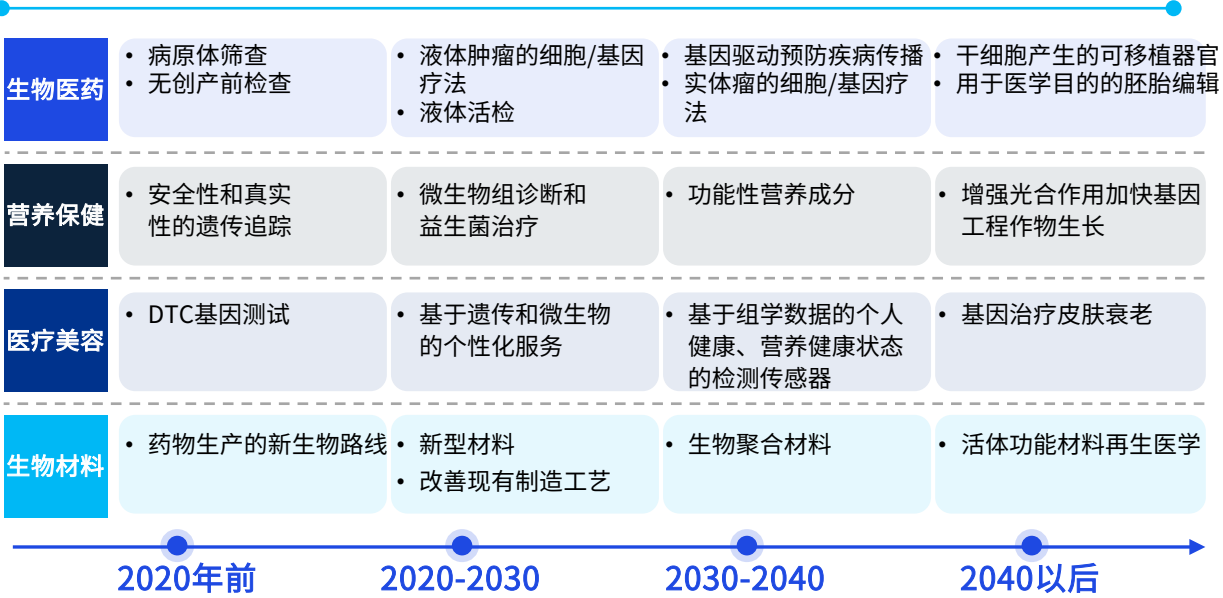 生物医药
• 病原体筛查
• 无创产前检查
• 液体肿瘤的细胞/基因
疗法
• 液体活检
• 基因驱动预防疾病传播
• 实体瘤的细胞/基因疗
法
• 干细胞产生的可移植器官
• 用于医学目的的胚胎编辑
营养保健
• 安全性和真实
性的遗传追踪
• 微生物组诊断和
益生菌治疗
• 功能性营养成分
• 增强光合作用加快基因
工程作物生长
医疗美容
• DTC基因测试
• 基于遗传和微生物
的个性化服务
• 基于组学数据的个人
健康、营养健康状态
的检测传感器
• 基因治疗皮肤衰老
生物材料
• 药物生产的新生物路线
• 新型材料
• 改善现有制造工艺
• 生物聚合材料
• 活体功能材料再生医学
2020年前
2020-2030
2030-2040
2040以后